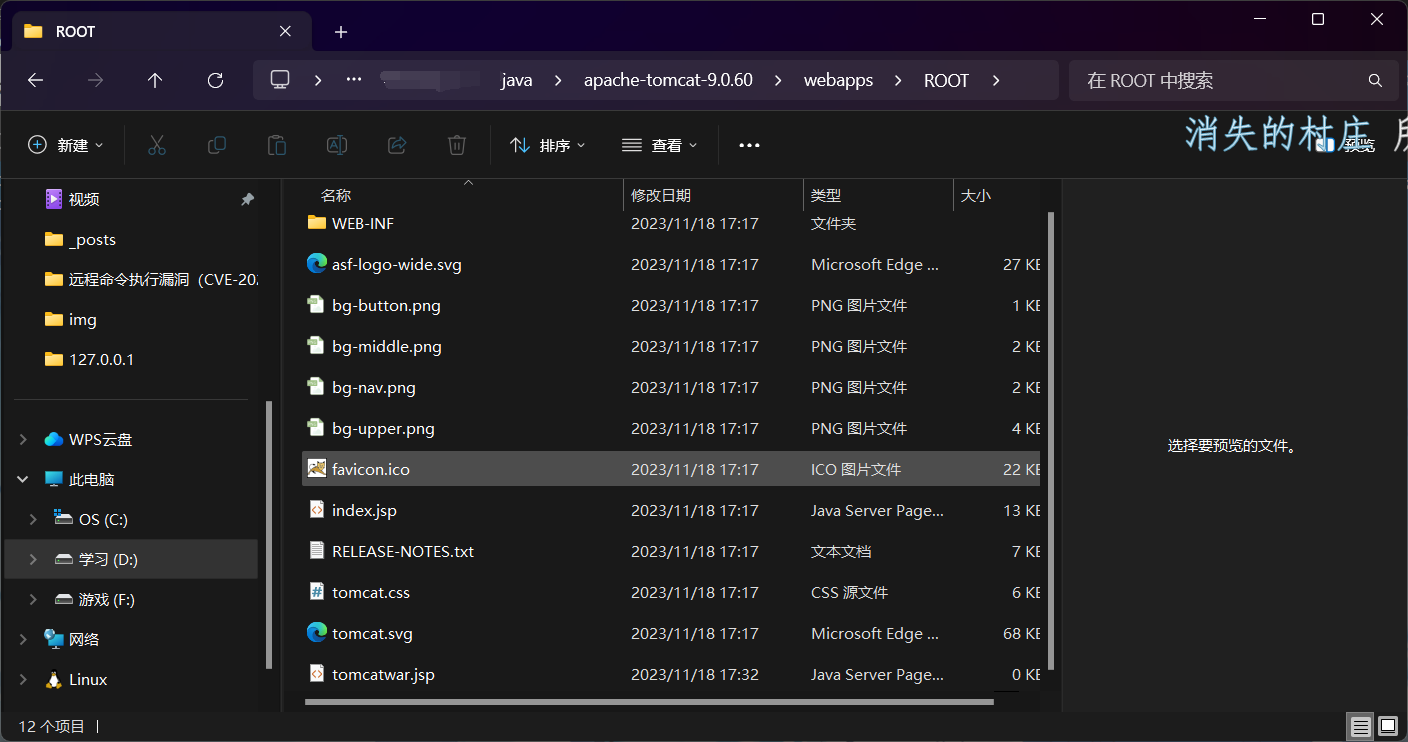 ROOT
java apache-tomcat-9.0.60 webapps ROOT 在 ROOT 中搜索
新建 排序 查看 预览
消失的村庄
视频
_posts
远程命令执行漏洞（CVE-202
img
127.0.0.1
WPS云盘
此电脑
OS (C:)
学习 (D:)
游戏 (F:)
网络
Linux
名称 修改日期 类型 大小
WEB-INF 2023/11/18 17:17 文件夹
asf-logo-wide.svg 2023/11/18 17:17 Microsoft Edge ... 27 KB
bg-button.png 2023/11/18 17:17 PNG 图片文件 1 KB
bg-middle.png 2023/11/18 17:17 PNG 图片文件 2 KB
bg-nav.png 2023/11/18 17:17 PNG 图片文件 2 KB
bg-upper.png 2023/11/18 17:17 PNG 图片文件 4 KB
favicon.ico 2023/11/18 17:17 ICO 图片文件 22 KB
index.jsp 2023/11/18 17:17 Java Server Page... 13 KB
RELEASE-NOTES.txt 2023/11/18 17:17 文本文档 7 KB
tomcat.css 2023/11/18 17:17 CSS 源文件 6 KB
tomcat.svg 2023/11/18 17:17 Microsoft Edge ... 68 KB
tomcatwar.jsp 2023/11/18 17:32 Java Server Page... 0 KB
选择要预览的文件。
12 个项目